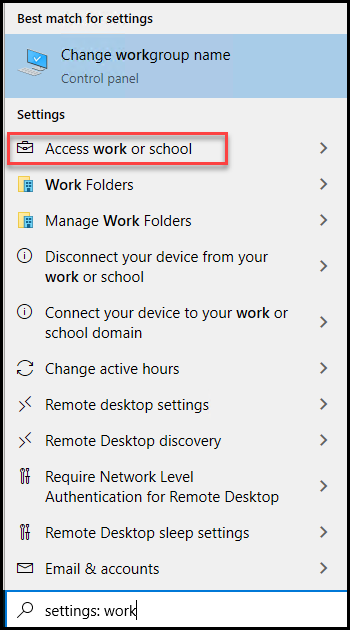 Best match for settings
Change workgroup name
Control panel
Settings
Access work or school
Work Folders
Manage Work Folders
Disconnect your device from your
work or school
Connect your device to your work or
school domain
Change active hours
Remote desktop settings
Remote Desktop discovery
Require Network Level
Authentication for Remote Desktop
Remote Desktop sleep settings
Email & accounts
settings: work